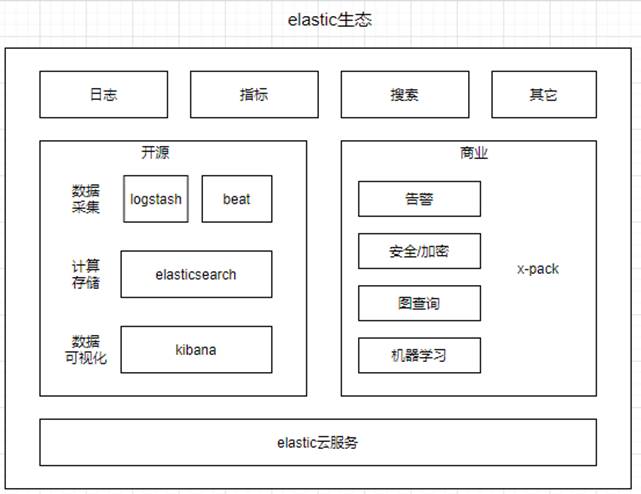 elastic生态
日志
指标
搜索
其它
开源
数据
采集
logstash
beat
计算
存储
elasticsearch
数据
可视化
kibana
商业
告警
安全/加密
图查询
机器学习
x-pack
elastic云服务